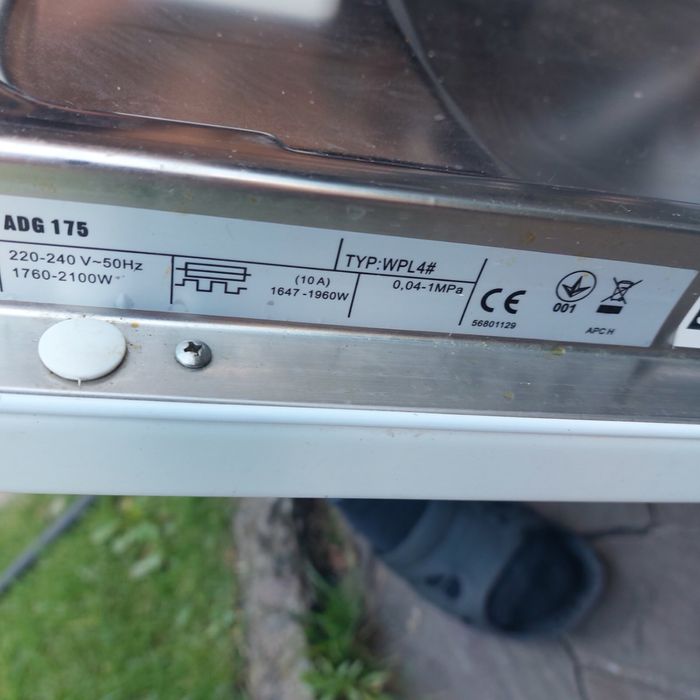 ADG 175
220-240 V~50Hz
1760-2100W
(10 A)
1647 -1960W
TYP:WPL4#
0,04-1MPa
CE
56801129
001
APC H